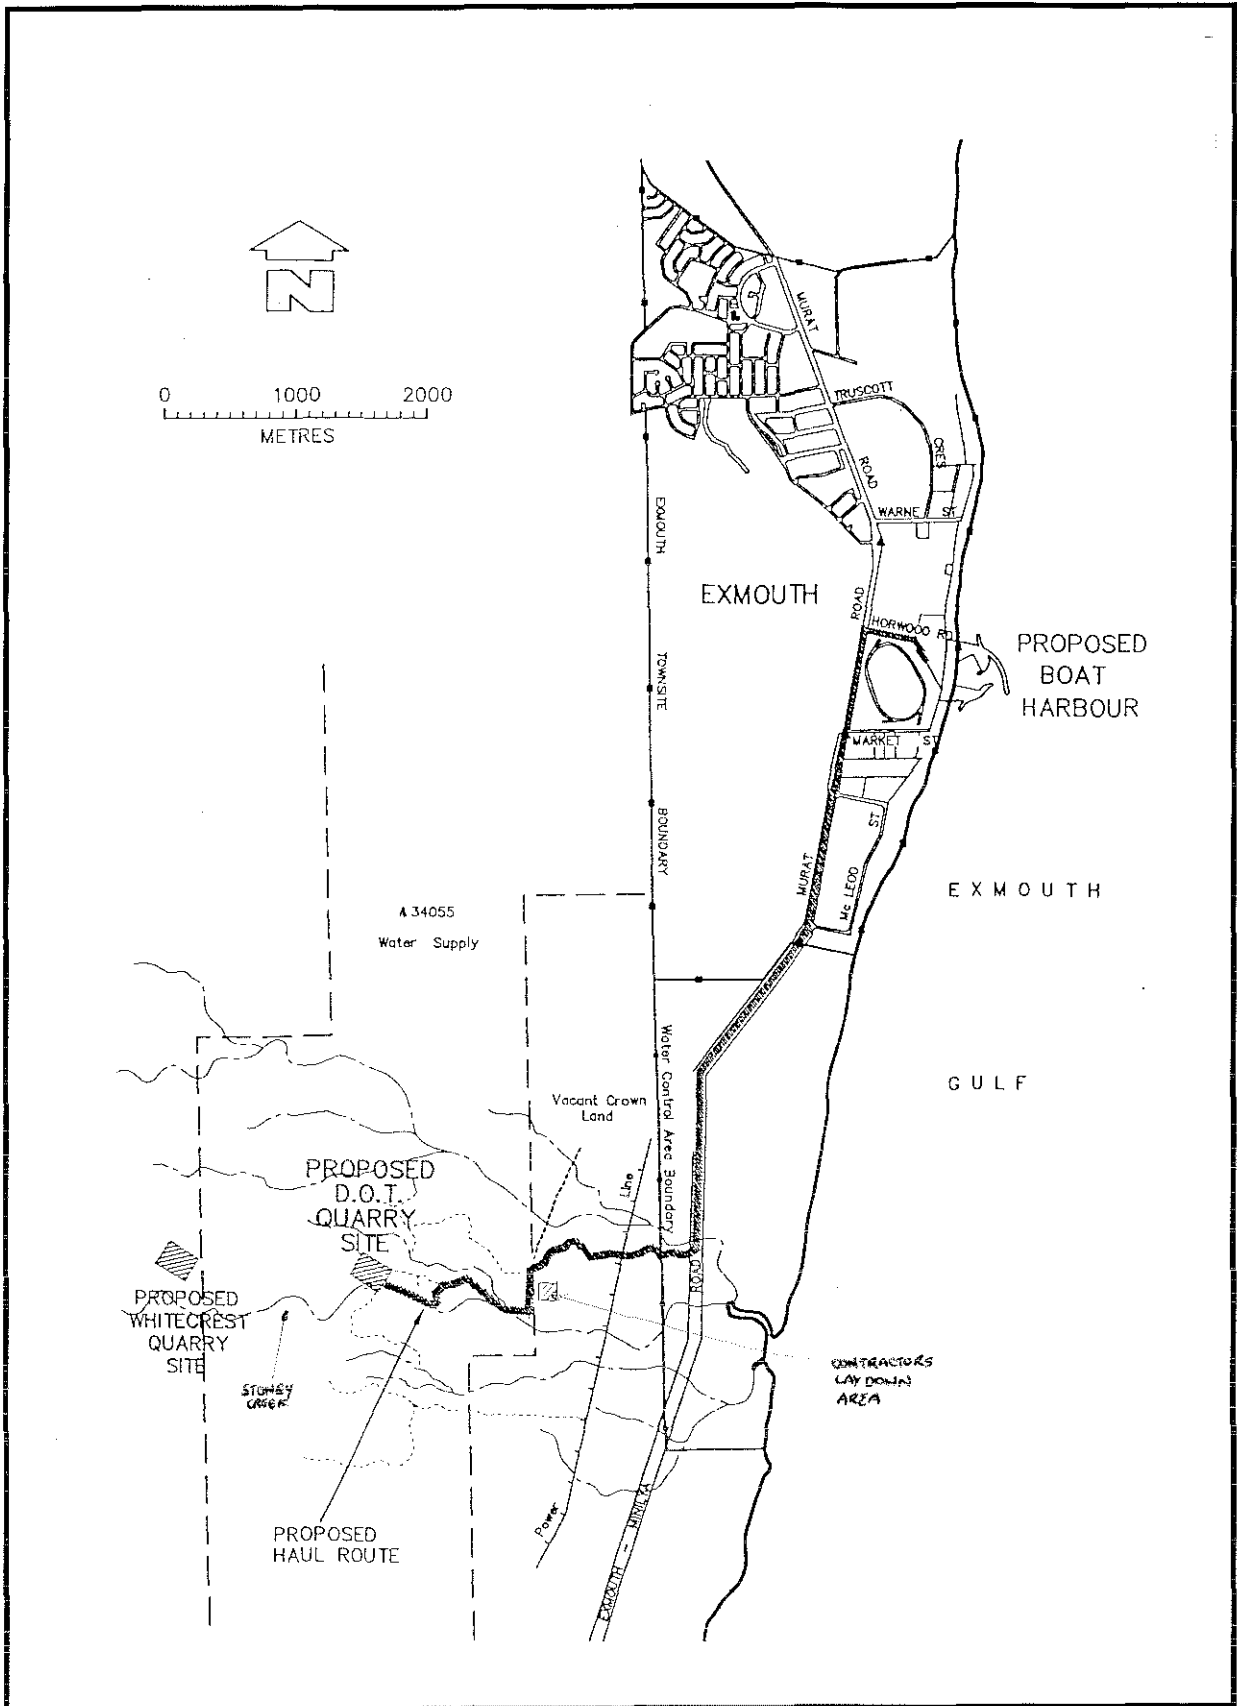 N
0 1000 2000
METRES
MURAT
TRUSCOTT
CRES
ROAD
WARNE ST
EXMOUTH
EXMOUTH
ROAD
HORWOOD RD
PROPOSED
BOAT
HARBOUR
TOWNSITE
MARKET ST
BOUNDARY
ST
MURAT
Mc LEOD
EXMOUTH
A 34055
Water Supply
Water Control Area Boundary
GULF
Vacant Crown
Land
PROPOSED
D.O.T.
QUARRY
SITE
Line
ROAD
PROPOSED
WHITECREST
QUARRY
SITE
STONEY
CREEK
CONTRACTORS
LAY DOWN
AREA
Power
EXMOUTH - MINILYA
PROPOSED
HAUL ROUTE